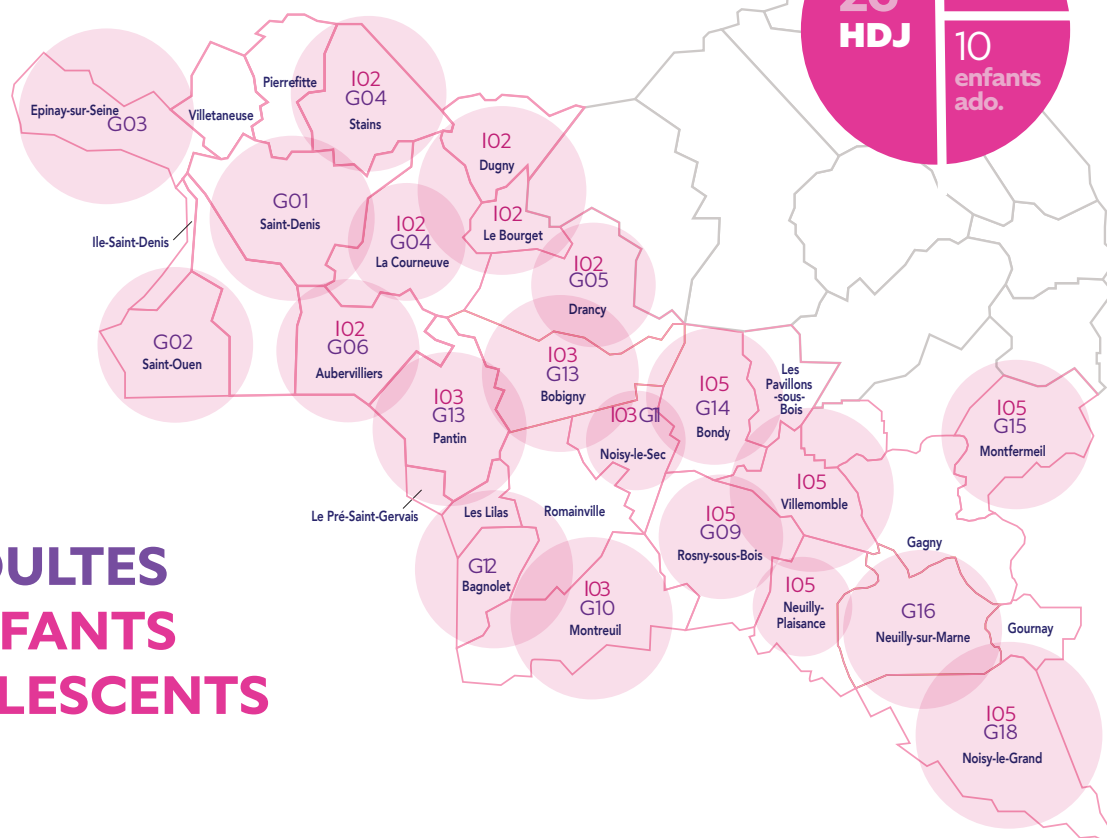 HDJ
10
enfants
ado.
Pierrefitte
I02
G04
Stains
Epinay-sur-Seine
G03
Villetaneuse
I02
Dugny
G01
Saint-Denis
I02
Le Bourget
Ile-Saint-Denis
I02
G04
La Courneuve
I02
G05
Drancy
G02
Saint-Ouen
I02
G06
Aubervilliers
I03
G13
Bobigny
Les
Pavillons
-sous-
Bois
I03
G13
Pantin
I05
G14
Bondy
I03 G11
Noisy-le-Sec
I05
G15
Montfermeil
I05
Villemomble
Le Pré-Saint-Gervais
Les Lilas
Romainville
I05
G09
Rosny-sous-Bois
Gagny
G12
Bagnolet
I03
G10
Montreuil
I05
Neuilly-
Plaisance
G16
Neuilly-sur-Marne
Gournay
I05
G18
Noisy-le-Grand
ULTES
FANTS
LESCENTS